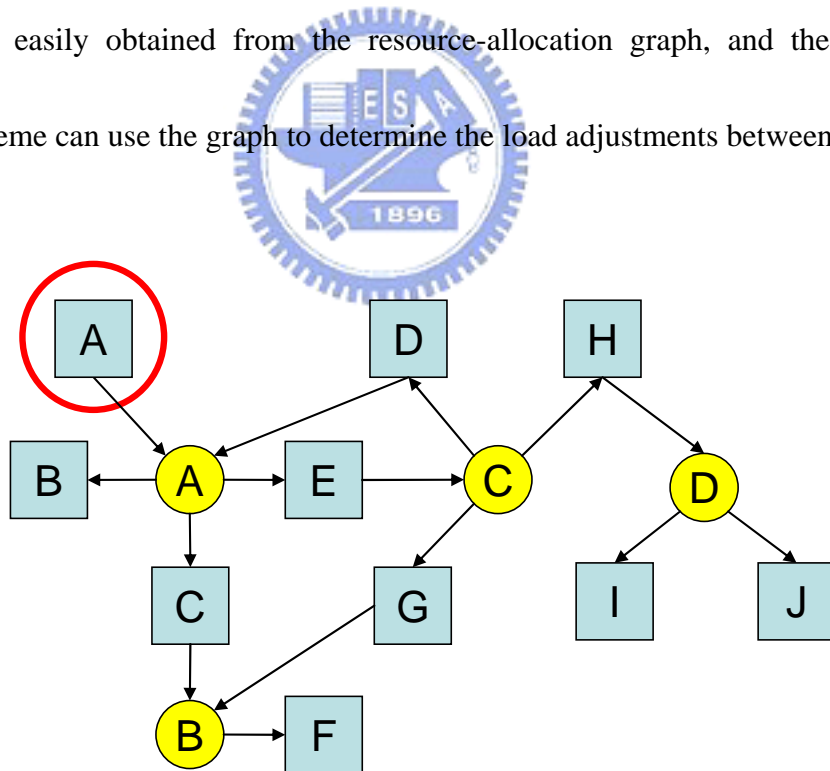 easily obtained from the resource-allocation graph, and the
eme can use the graph to determine the load adjustments between
E S A
1896
A D H
B A E C D
C G I J
B F